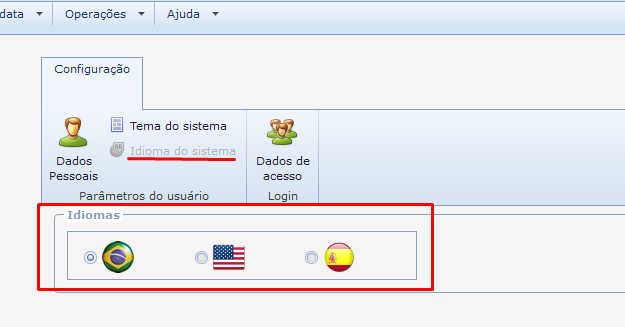 data Operações Ajuda
Configuração
Tema do sistema
Idioma do sistema
Dados
Pessoais
Dados de
acesso
Parâmetros do usuário
Login
Idiomas